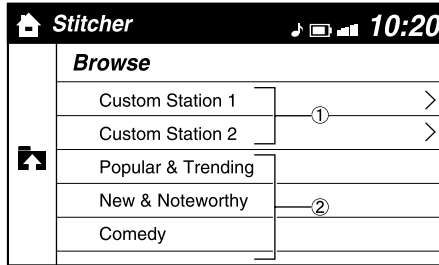 Stitcher 10:20
Browse
Custom Station 1
①
Custom Station 2
Popular & Trending
New & Noteworthy
②
Comedy